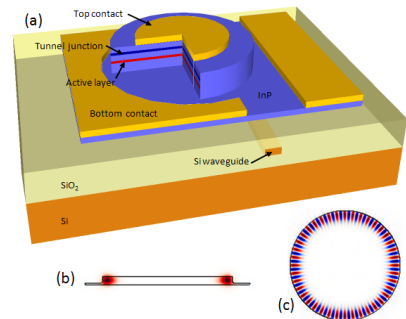 (a)
Top contact
Tunnel junction
Active layer
InP
Bottom contact
Si waveguide
SiO₂
Si
(b)
(c)